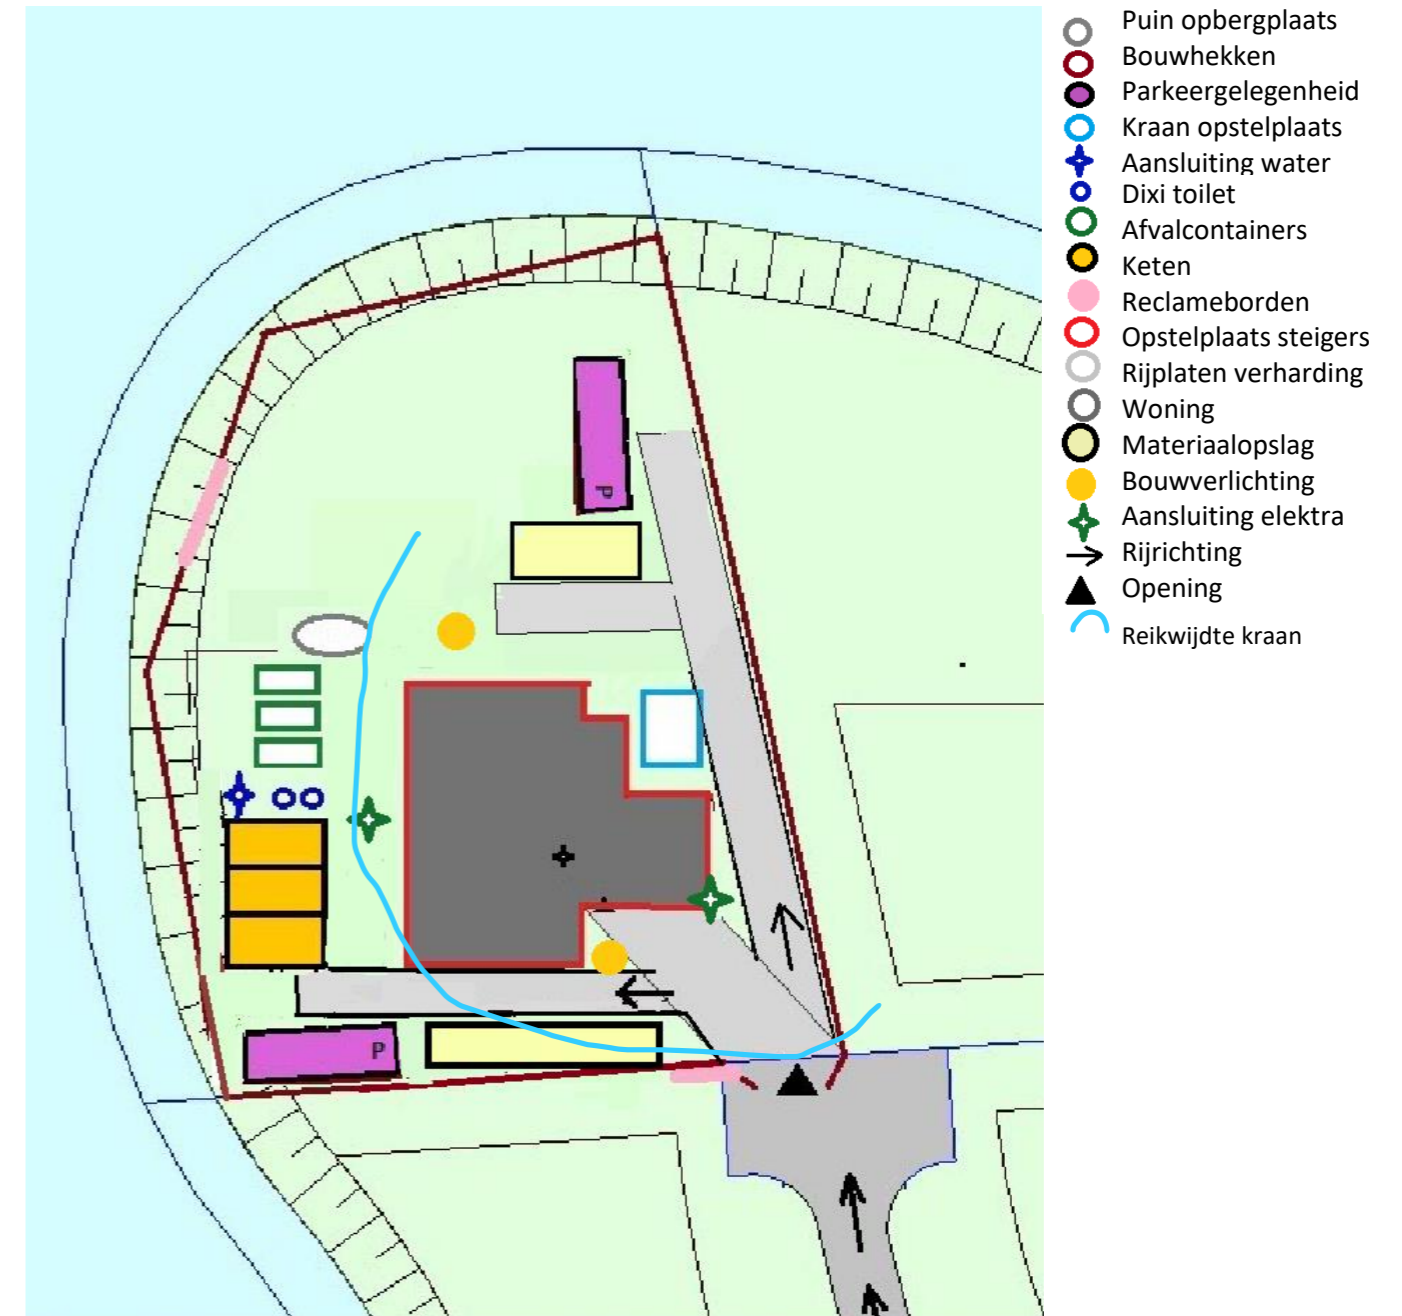 Puin opbergplaats
Bouwhekken
Parkeergelegenheid
Kraan opstelplaats
Aansluiting water
Dixi toilet
Afvalcontainers
Keten
Reclameborden
Opstelplaats steigers
Rijplaten verharding
Woning
Materiaalopslag
Bouwverlichting
Aansluiting elektra
Rijrichting
Opening
Reikwijdte kraan
P
P